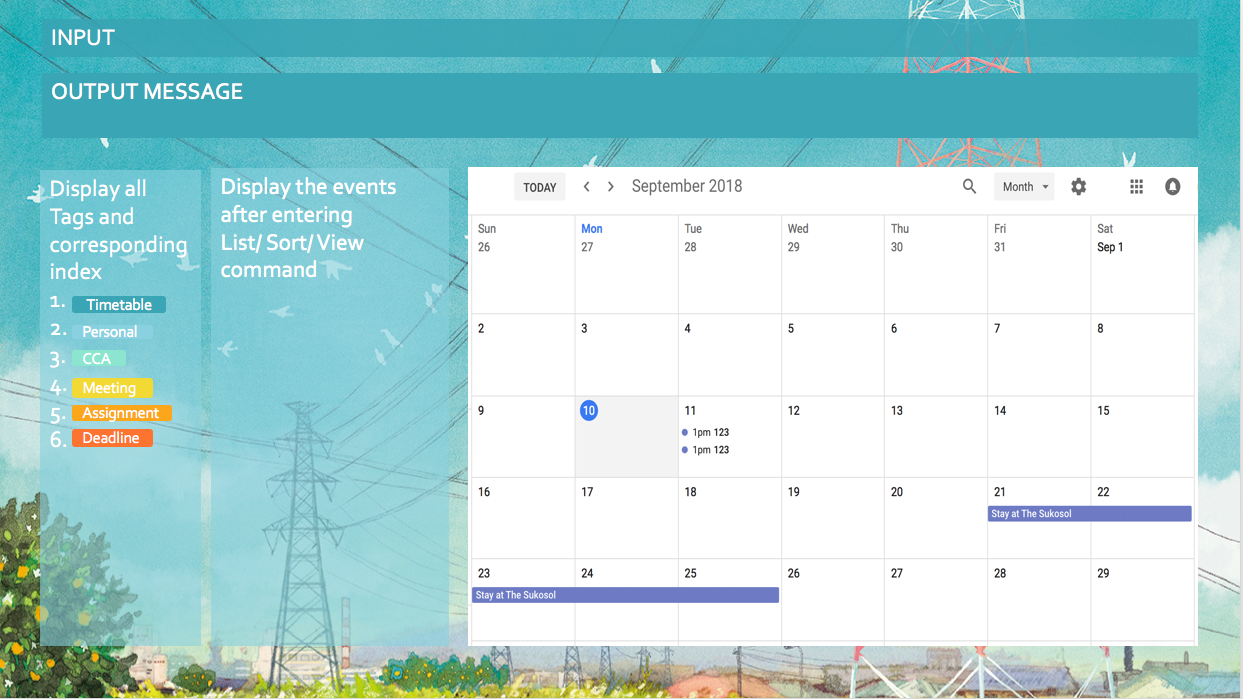 INPUT
OUTPUT MESSAGE
Display all
Tags and
corresponding
index
1. Timetable
2. Personal
3. CCA
4. Meeting
5. Assignment
6. Deadline
Display the events
after entering
List/ Sort/ View
command
TODAY < > September 2018 Month
Sun Mon Tue Wed Thu Fri Sat
26 27 28 29 30 31 Sep 1
2 3 4 5 6 7 8
9 10 11 12 13 14 15
1pm 123
1pm 123
16 17 18 19 20 21 22
Stay at The Sukosol
23 24 25 26 27 28 29
Stay at The Sukosol